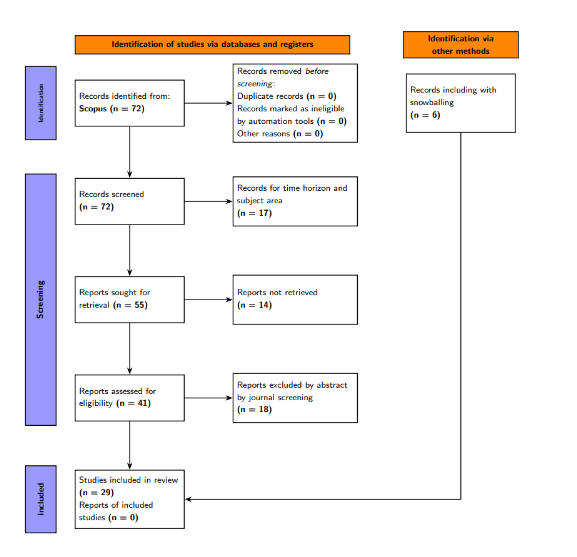 Identification of studies via databases and registers
Identification via
other methods
Identification
Records identified from:
Scopus (n = 72)
Records removed before
screening:
Duplicate records (n = 0)
Records marked as ineligible
by automation tools (n = 0)
Other reasons (n = 0)
Records including with
snowballing
(n = 6)
Screening
Records screened
(n = 72)
Records for time horizon and
subject area
(n = 17)
Reports sought for
retrieval (n = 55)
Reports not retrieved
(n = 14)
Reports assessed for
eligibility (n = 41)
Reports excluded by abstract
by journal screening
(n = 18)
Included
Studies included in review
(n = 29)
Reports of included
studies (n = 0)